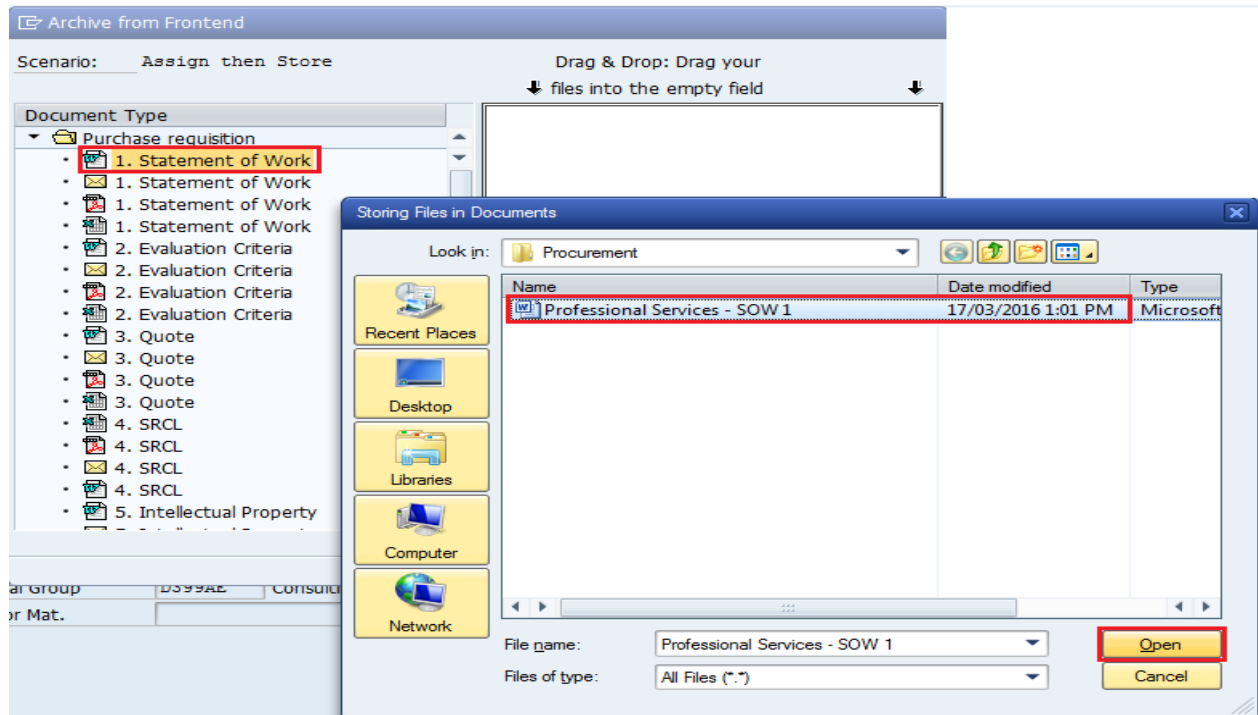 Archive from Frontend
Scenario: Assign then Store
Drag & Drop: Drag your
files into the empty field
Document Type
Purchase requisition
1. Statement of Work
1. Statement of Work
1. Statement of Work
1. Statement of Work
2. Evaluation Criteria
2. Evaluation Criteria
2. Evaluation Criteria
2. Evaluation Criteria
3. Quote
3. Quote
3. Quote
3. Quote
4. SRCL
4. SRCL
4. SRCL
4. SRCL
5. Intellectual Property
al Group D399AE Consulti
or Mat.
Storing Files in Documents
Look in: Procurement
Name Date modified Type
Professional Services - SOW 1 17/03/2016 1:01 PM Microsoft
Recent Places
Desktop
Libraries
Computer
Network
File name: Professional Services - SOW 1 Open
Files of type: All Files (*.*) Cancel